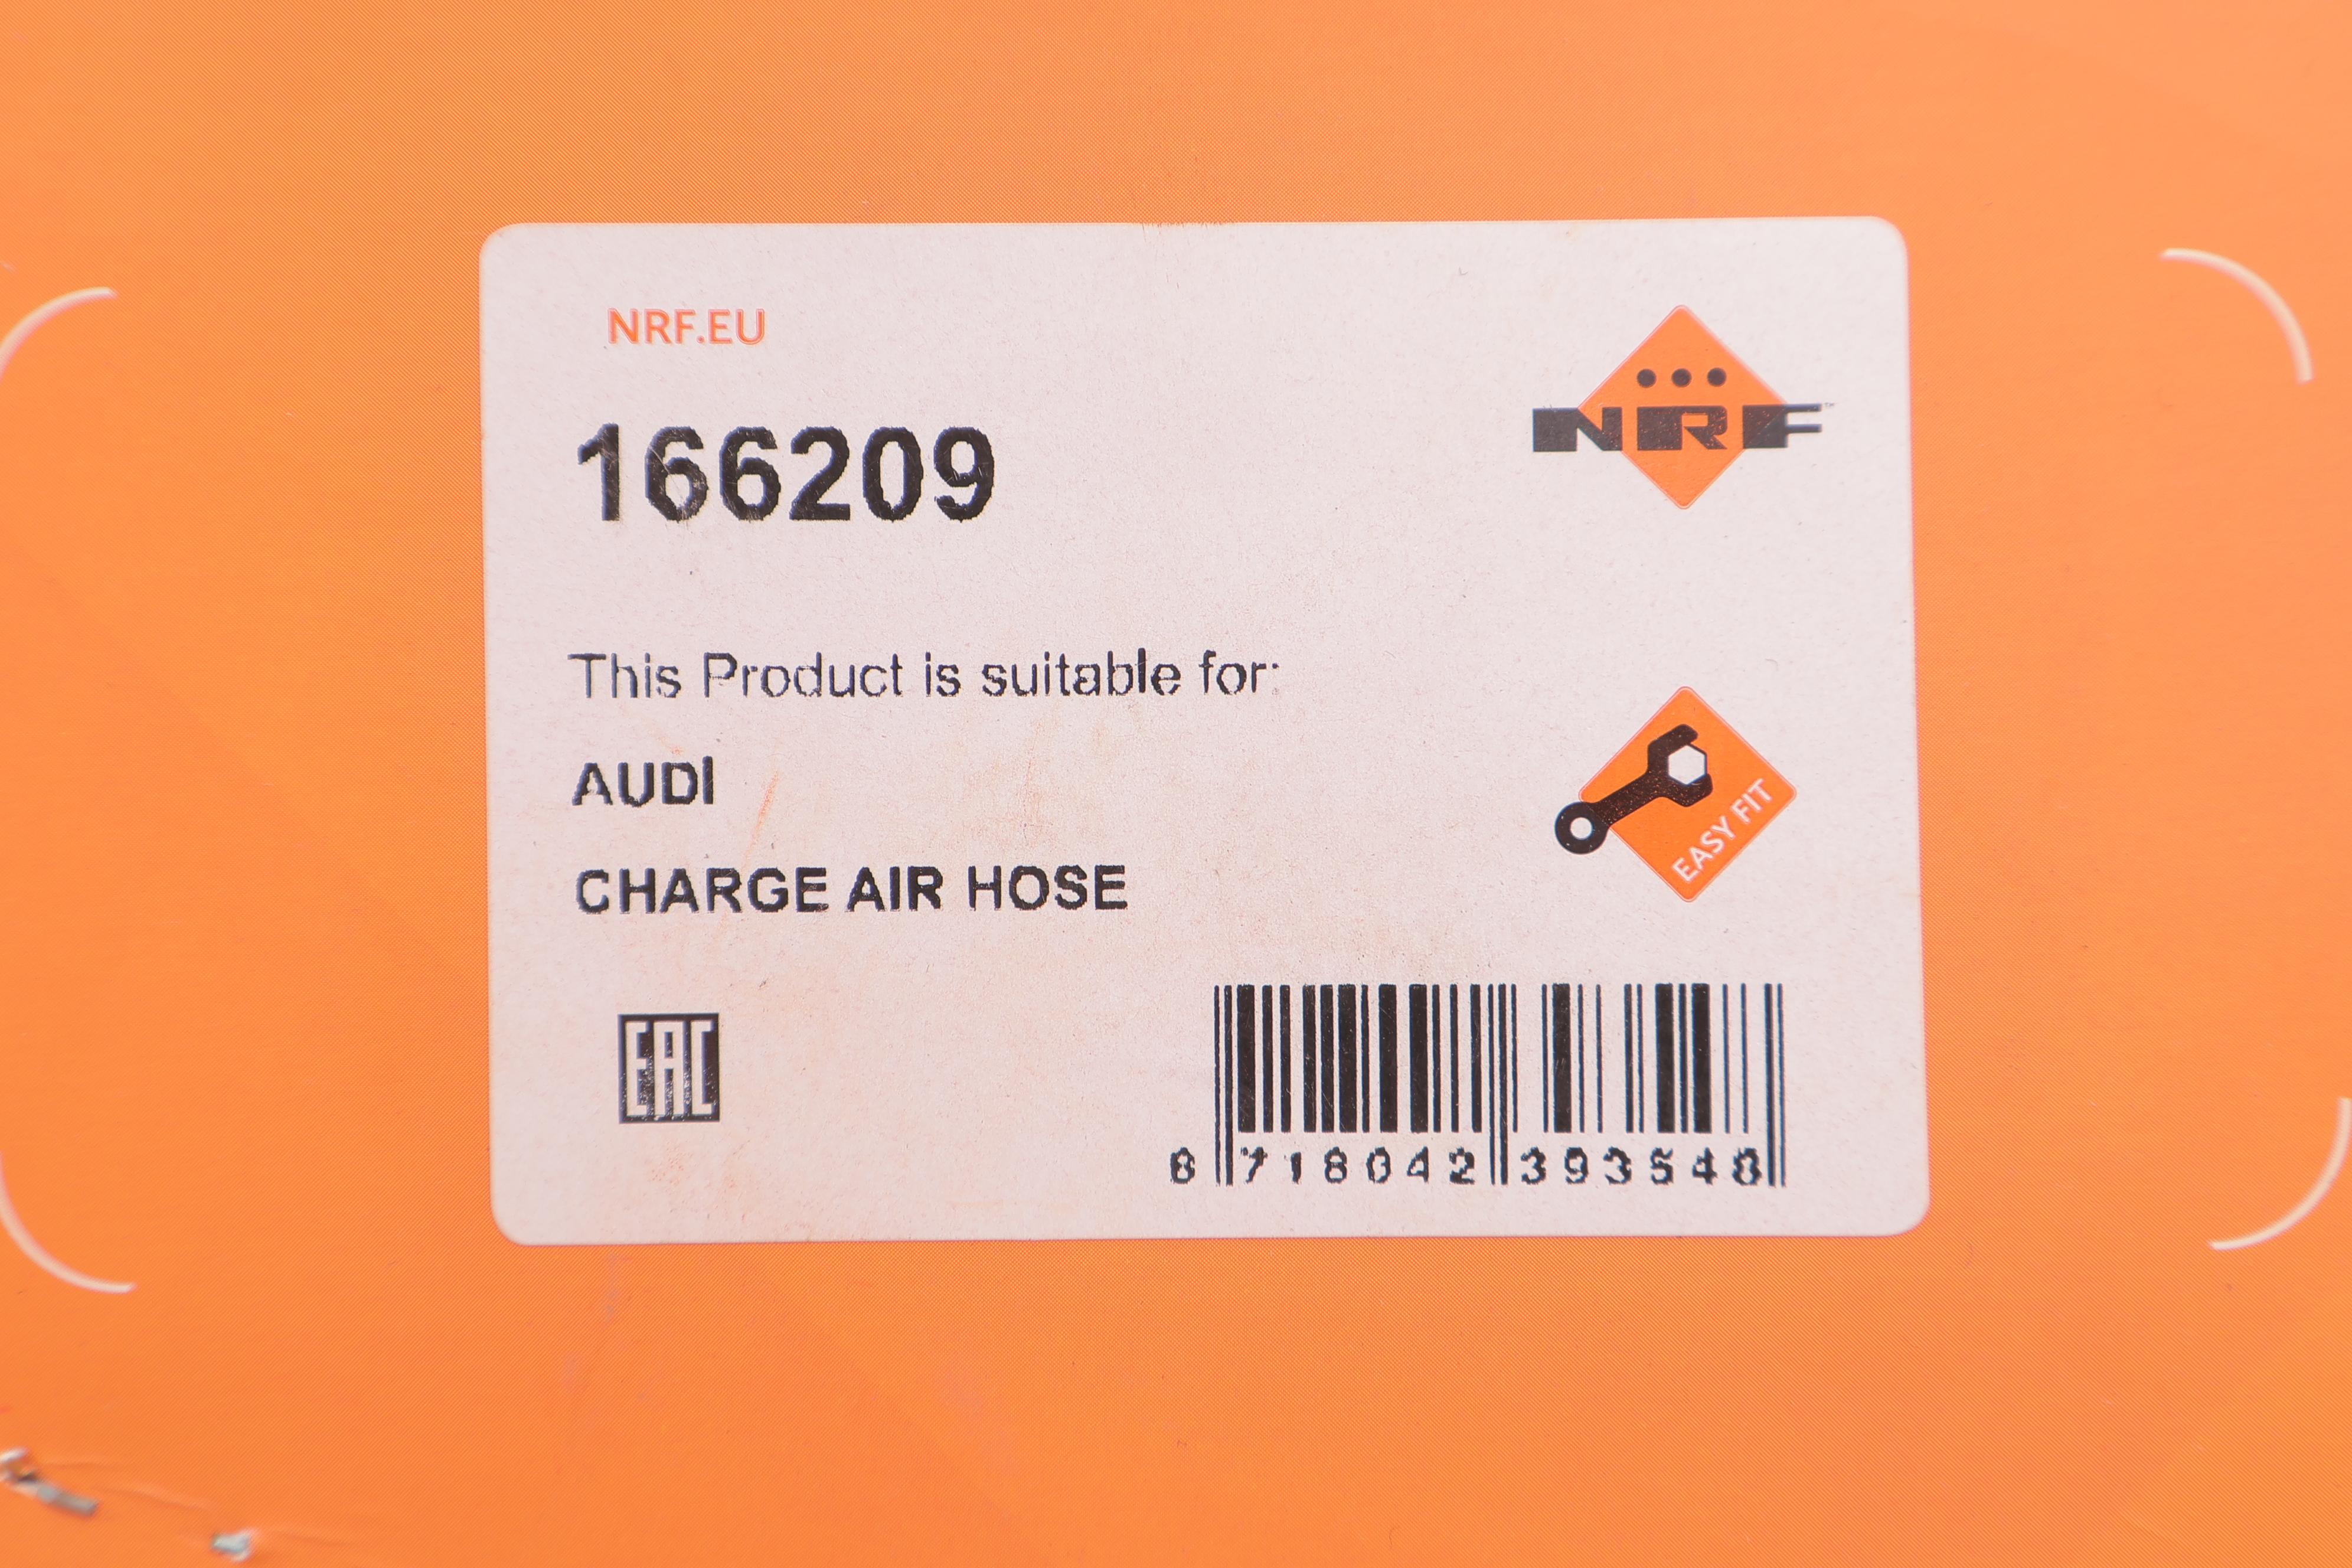 NRF.EU
166209
NRF
This Product is suitable for:
AUDI
EASY FIT
CHARGE AIR HOSE
EAC
8 718042 393548